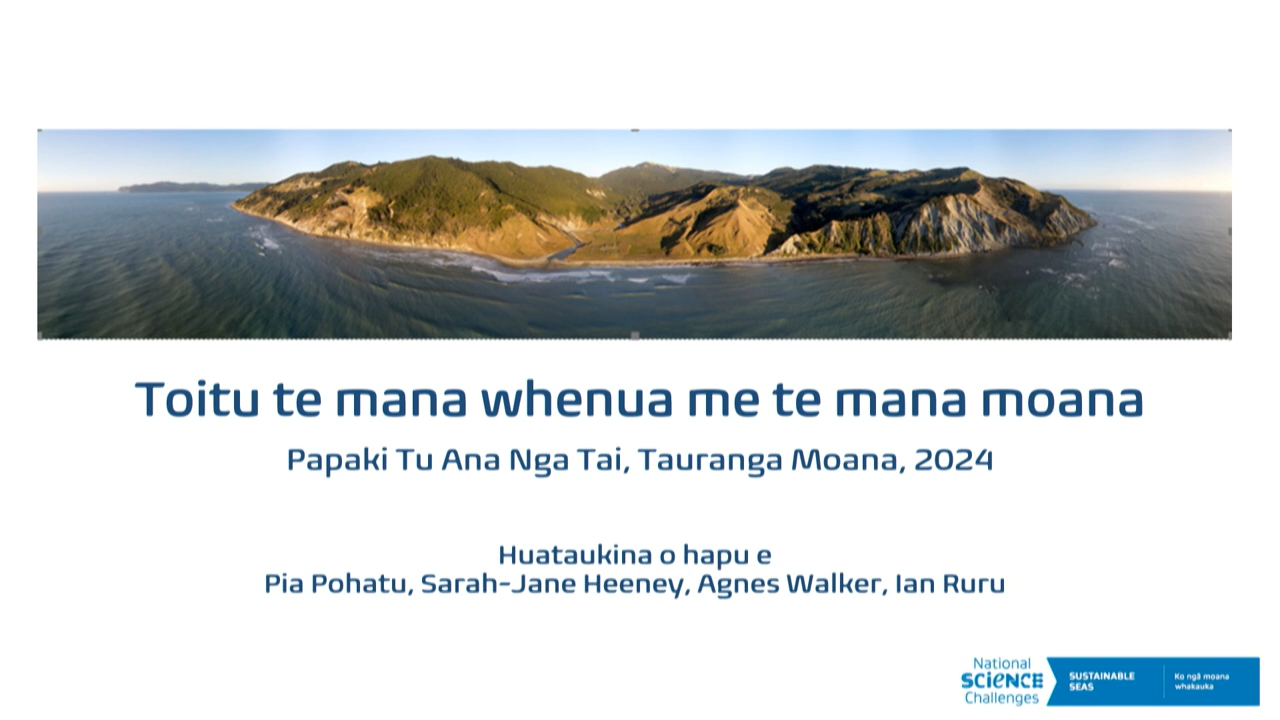 Toitu te mana whenua me te mana moana
Papaki Tu Ana Nga Tai, Tauranga Moana, 2024
Huataukina o hapu e
Pia Pohatu, Sarah-Jane Heeney, Agnes Walker, Ian Ruru
National
SCIENCE
Challenges
SUSTAINABLE
SEAS
Ko ngā moana
whakauka